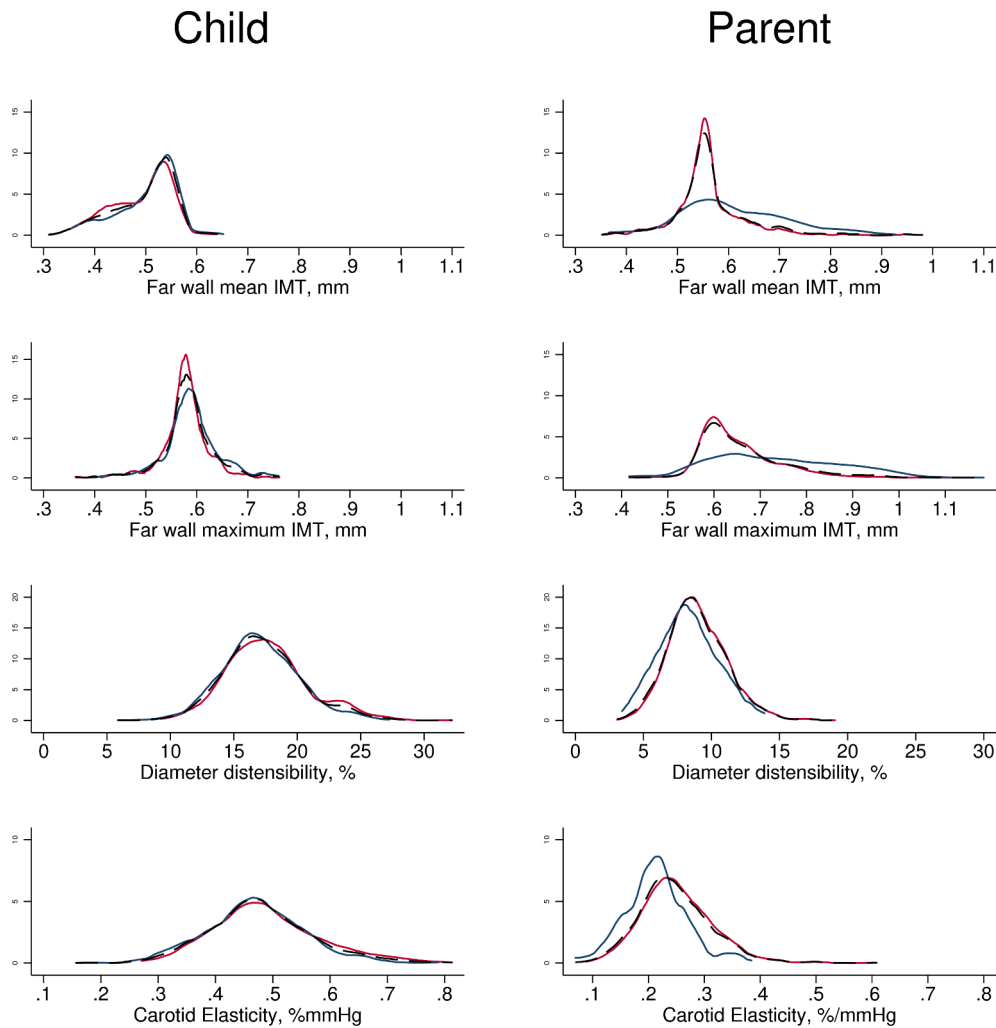 Child Parent
15
10
5
0
.3 .4 .5 .6 .7 .8 .9 1 1.1
Far wall mean IMT, mm
15
10
5
0
.3 .4 .5 .6 .7 .8 .9 1 1.1
Far wall mean IMT, mm
15
10
5
0
.3 .4 .5 .6 .7 .8 .9 1 1.1
Far wall maximum IMT, mm
15
10
5
0
.3 .4 .5 .6 .7 .8 .9 1 1.1
Far wall maximum IMT, mm
20
15
10
5
0
0 5 10 15 20 25 30
Diameter distensibility, %
20
15
10
5
0
0 5 10 15 20 25 30
Diameter distensibility, %
10
5
0
.1 .2 .3 .4 .5 .6 .7 .8
Carotid Elasticity, %mmHg
10
5
0
.1 .2 .3 .4 .5 .6 .7 .8
Carotid Elasticity, %/mmHg